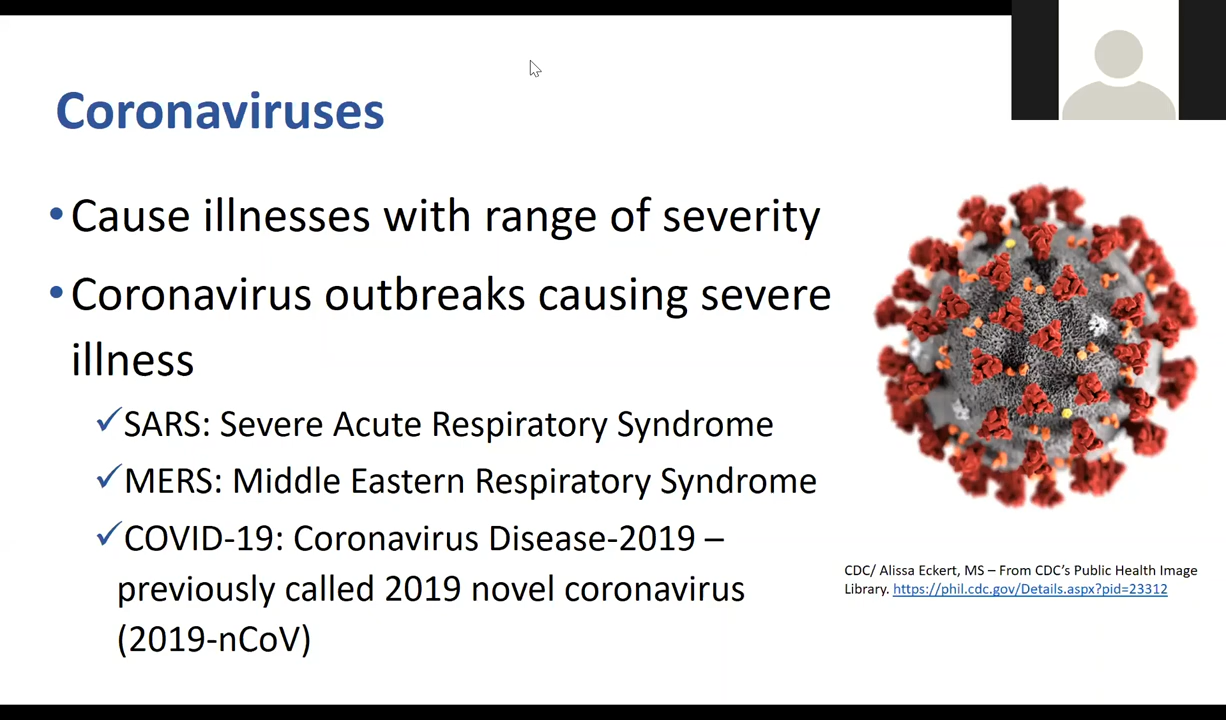 Coronaviruses
•Cause illnesses with range of severity
•Coronavirus outbreaks causing severe
illness
✓SARS: Severe Acute Respiratory Syndrome
✓MERS: Middle Eastern Respiratory Syndrome
✓COVID-19: Coronavirus Disease-2019 –
previously called 2019 novel coronavirus
(2019-nCoV)
CDC/ Alissa Eckert, MS – From CDC's Public Health Image
Library. https://phil.cdc.gov/Details.aspx?pid=23312